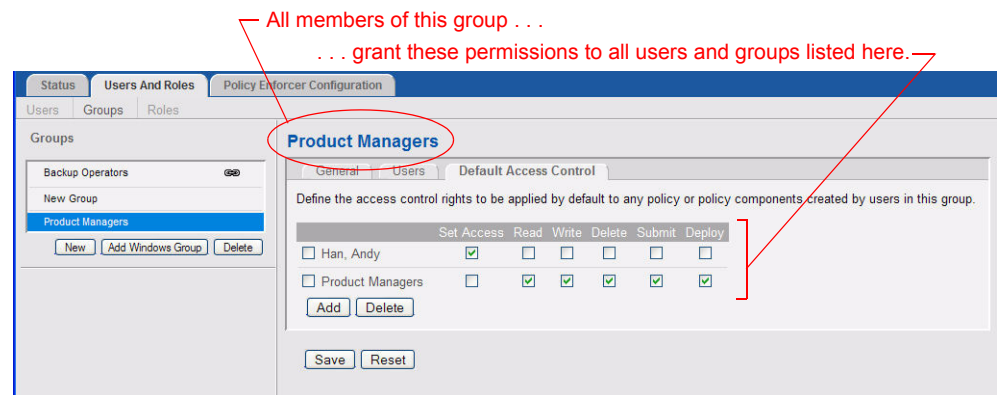 All members of this group . . .
. . . grant these permissions to all users and groups listed here.
Status Users And Roles Policy Enforcer Configuration
Users Groups Roles
Groups
Product Managers
Backup Operators
General Users Default Access Control
New Group
Define the access control rights to be applied by default to any policy or policy components created by users in this group.
Product Managers
Set Access Read Write Delete Submit Deploy
New Add Windows Group Delete
Han, Andy
Product Managers
Add Delete
Save Reset